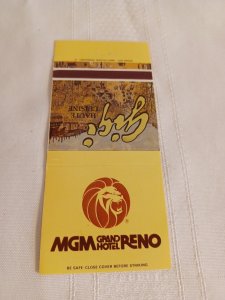 Gigi
HAUTE
CUISINE
MGM GRAND HOTEL RENO
BE SAFE-CLOSE COVER BEFORE STRIKING